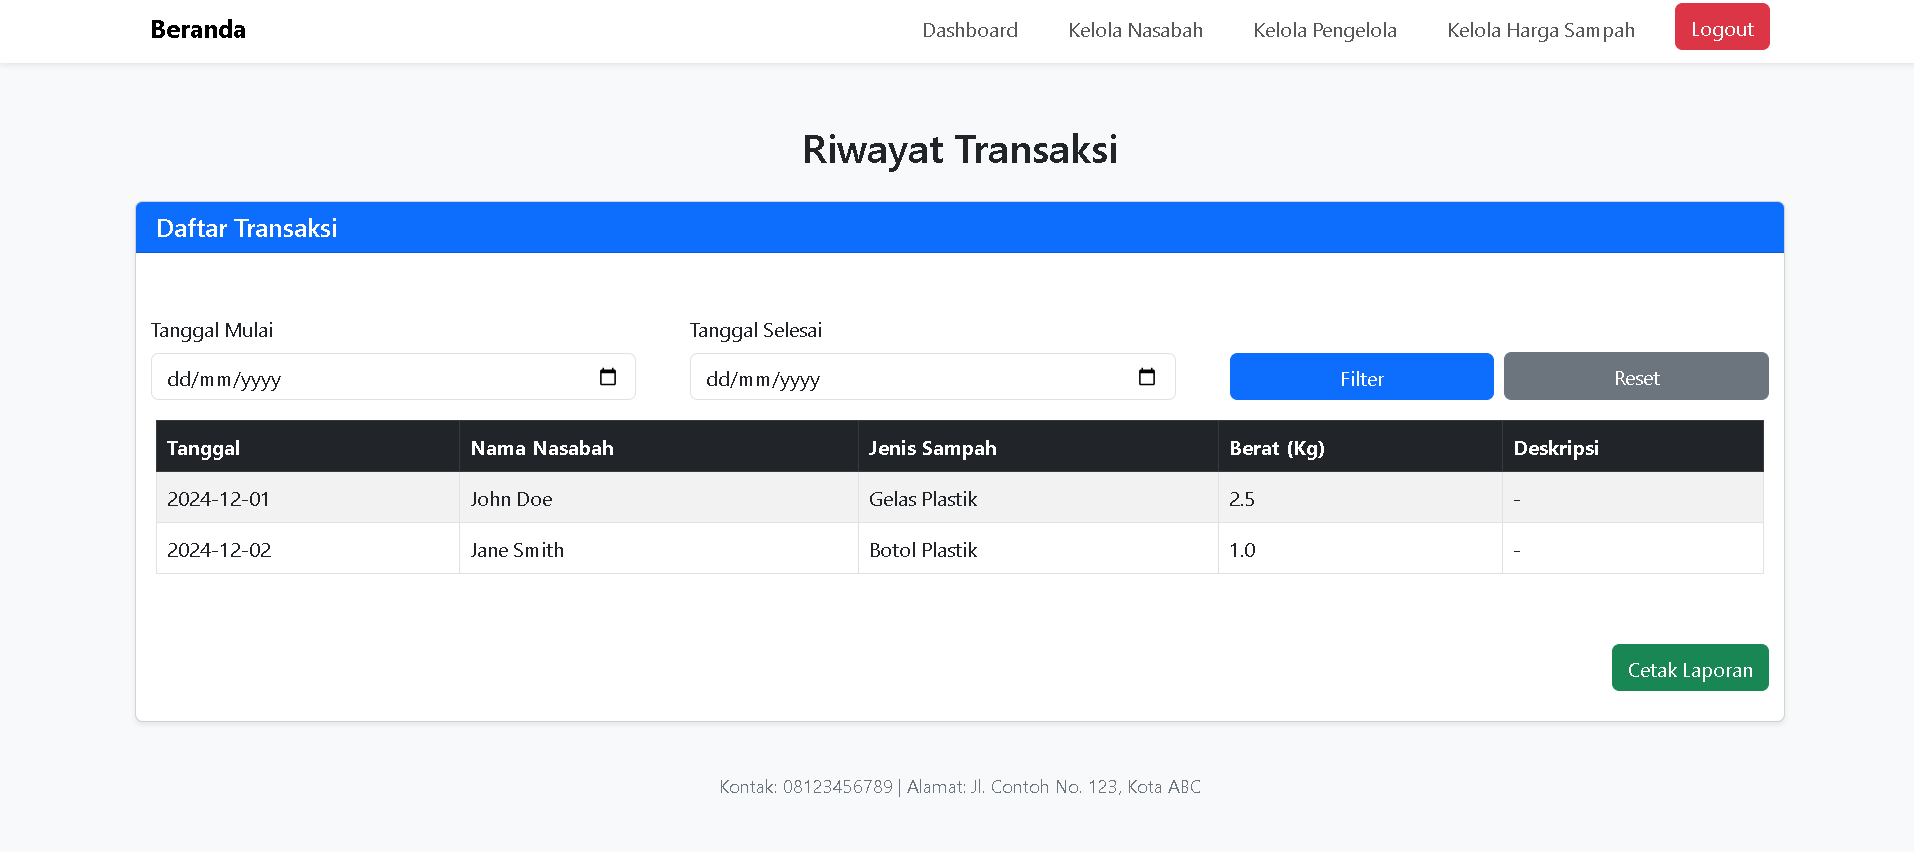 Beranda Dashboard Kelola Nasabah Kelola Pengelola Kelola Harga Sampah Logout
Riwayat Transaksi
Daftar Transaksi
Tanggal Mulai Tanggal Selesai
dd/mm/yyyy dd/mm/yyyy Filter Reset
Tanggal Nama Nasabah Jenis Sampah Berat (Kg) Deskripsi
2024-12-01 John Doe Gelas Plastik 2.5 -
2024-12-02 Jane Smith Botol Plastik 1.0 -
Cetak Laporan
Kontak: 08123456789 | Alamat: Jl. Contoh No. 123, Kota ABC